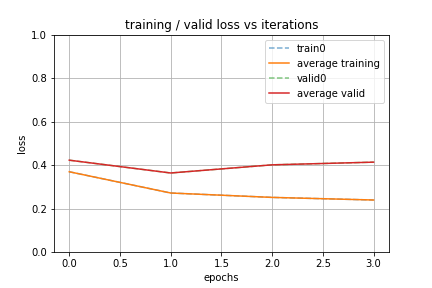 training / valid loss vs iterations
1.0
0.8
0.6
0.4
0.2
0.0
loss
train0
average training
valid0
average valid
0.0 0.5 1.0 1.5 2.0 2.5 3.0
epochs